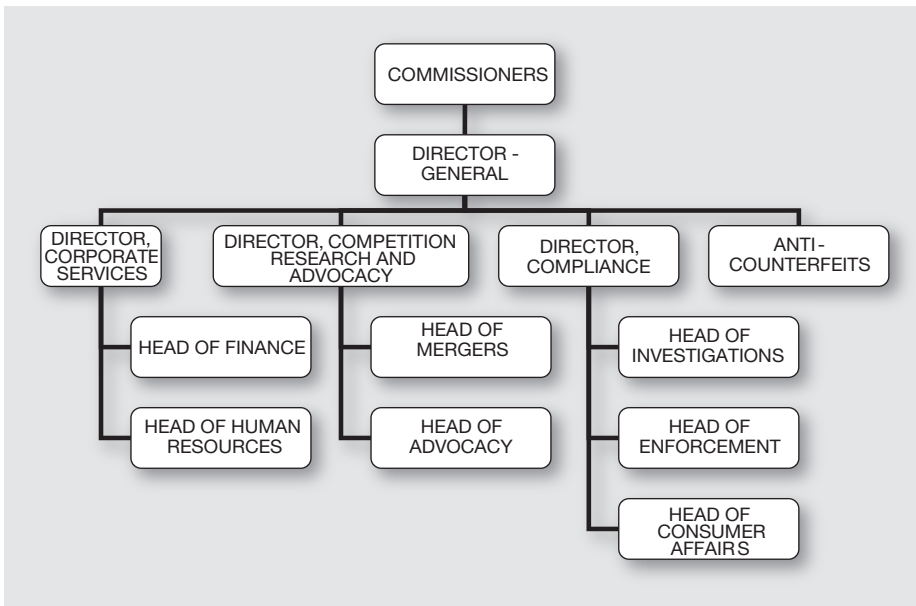 COMMISSIONERS
DIRECTOR -
GENERAL
DIRECTOR,
CORPORATE
SERVICES
DIRECTOR, COMPETITION
RESEARCH AND
ADVOCACY
DIRECTOR,
COMPLIANCE
ANTI-
COUNTERFEITS
HEAD OF FINANCE
HEAD OF
MERGERS
HEAD OF
INVESTIGATIONS
HEAD OF HUMAN
RESOURCES
HEAD OF
ADVOCACY
HEAD OF
ENFORCEMENT
HEAD OF
CONSUMER
AFFAIRS